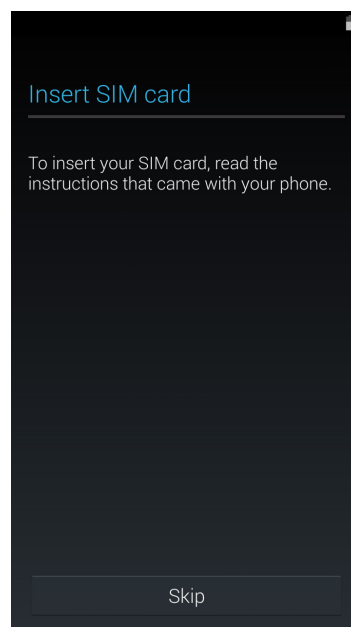 Insert SIM card
To insert your SIM card, read the
instructions that came with your phone.
Skip